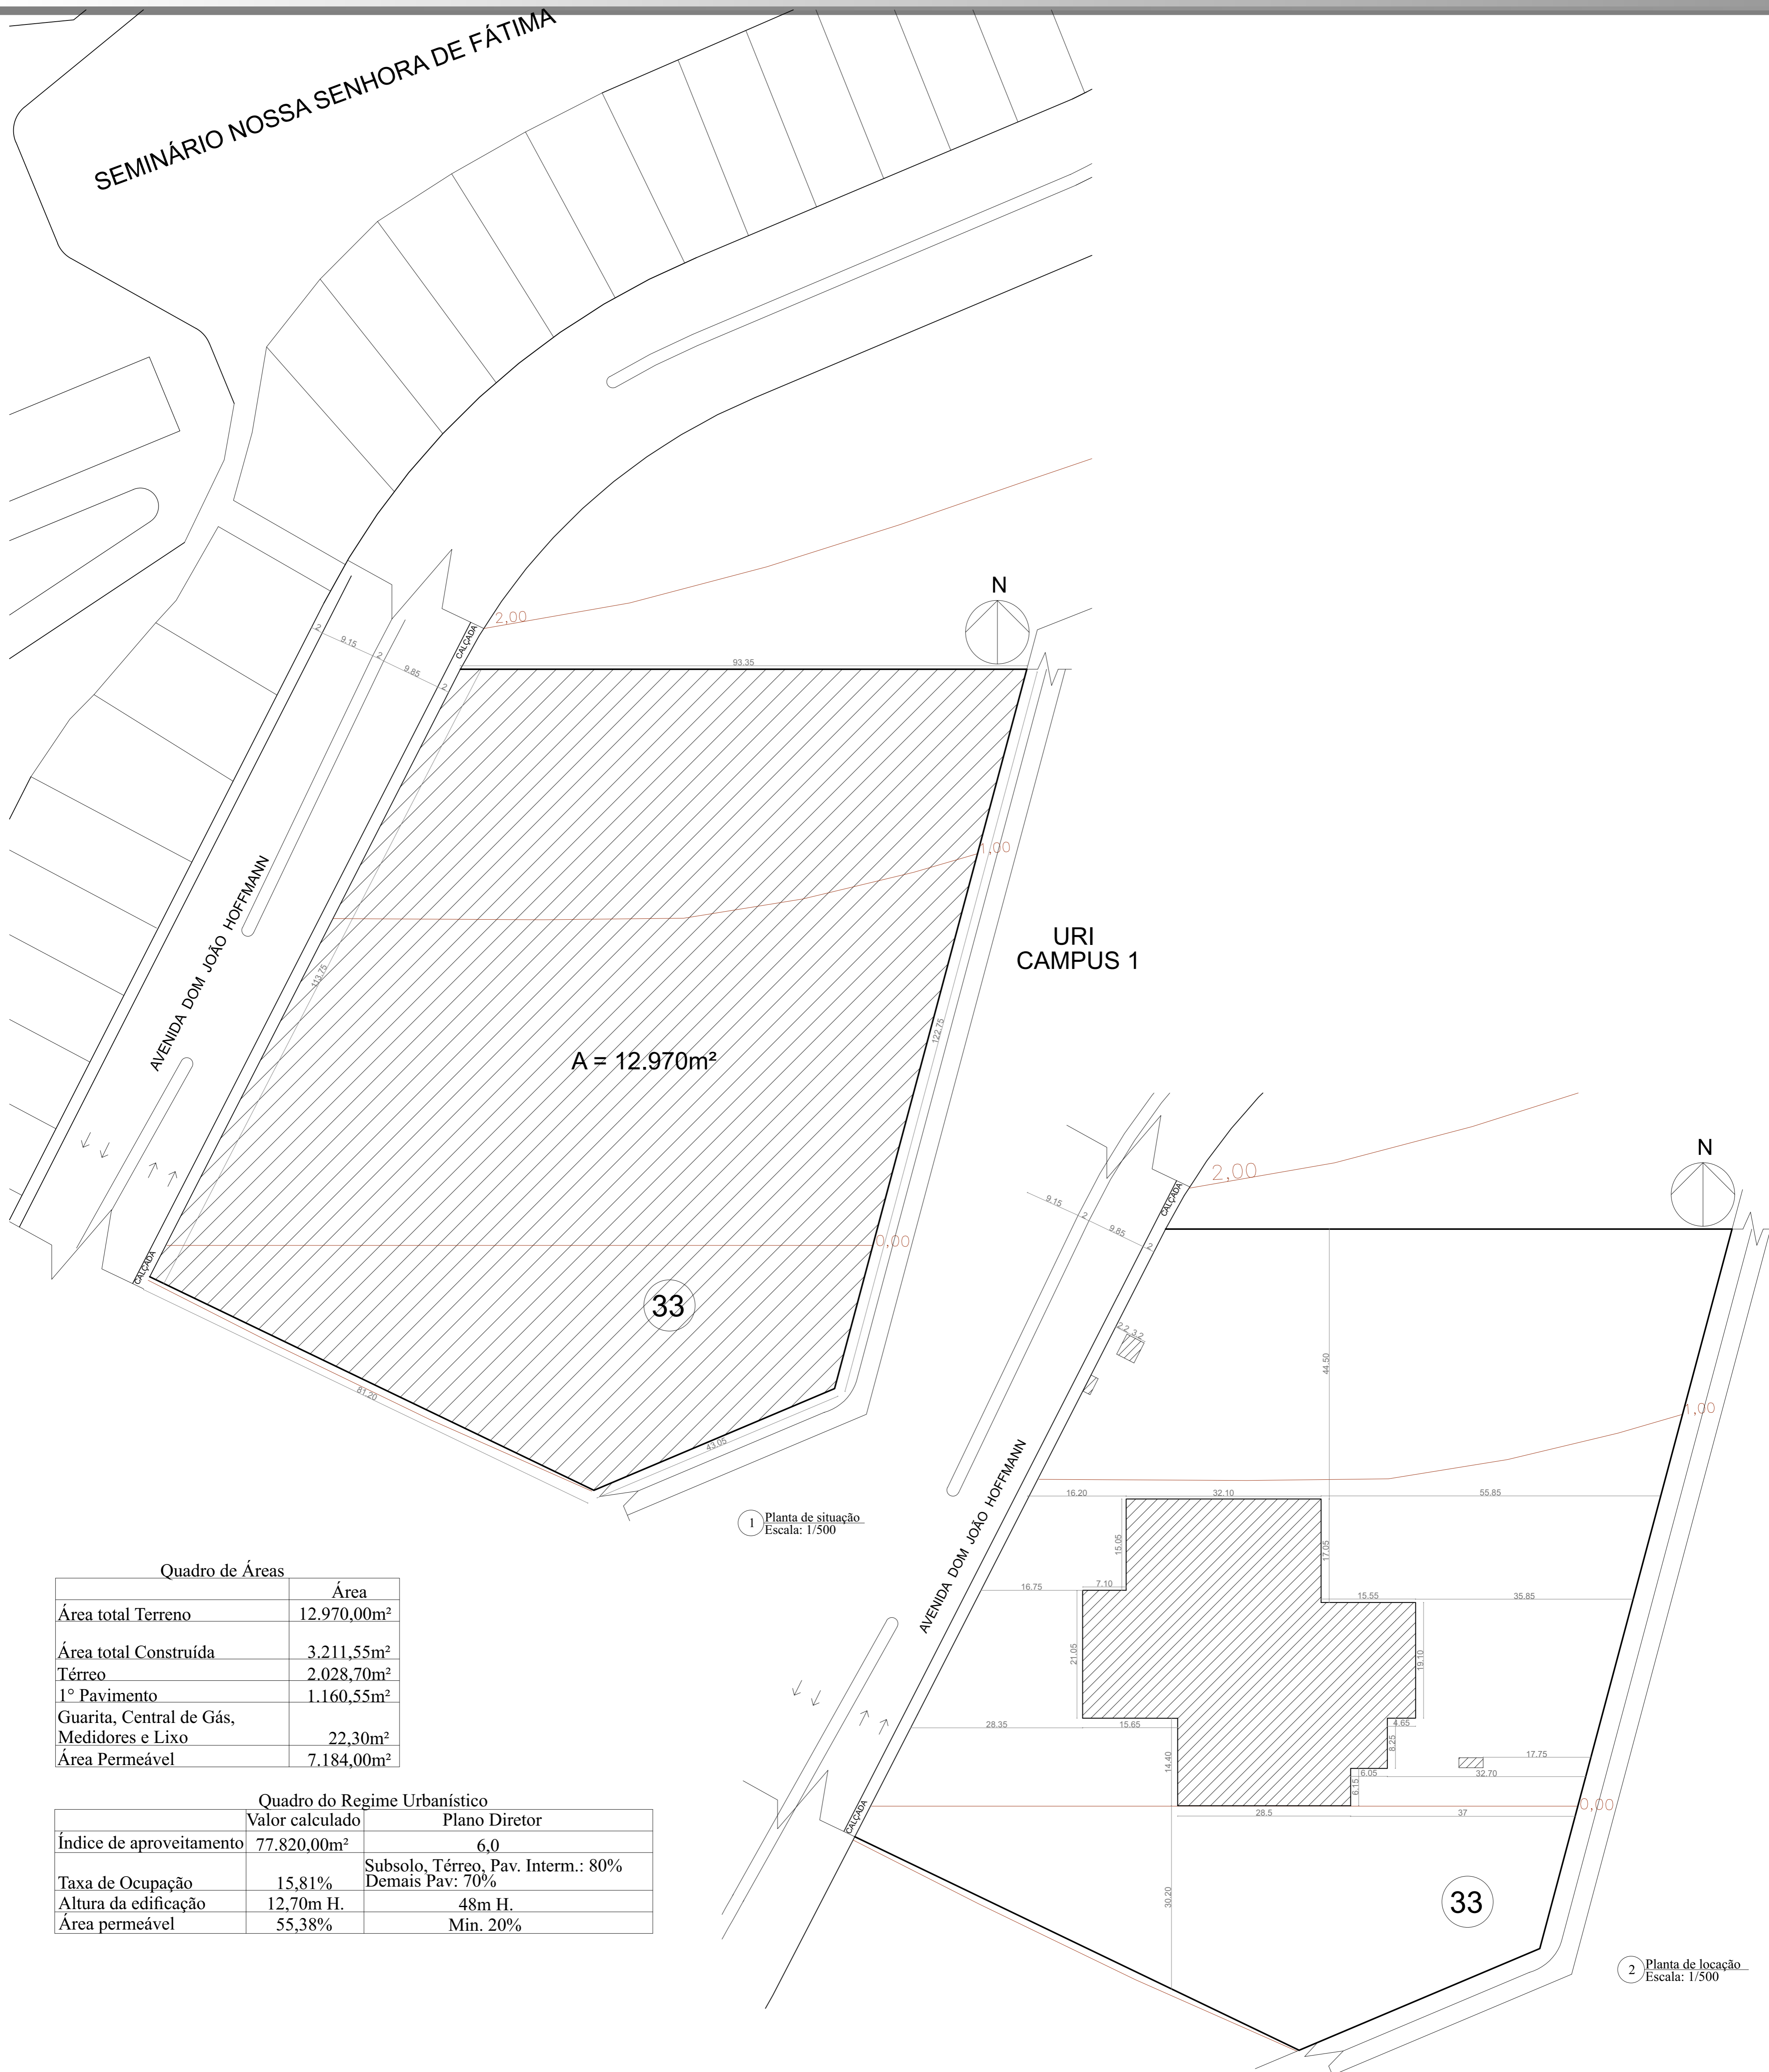 SEMINÁRIO NOSSA SENHORA DE FÁTIMA
2,00
N
CALÇADA
2
9.15
2
9.85
2
93.35
1,00
URI
CAMPUS 1
AVENIDA DOM JOÃO HOFFMANN
113.75
122.75
A = 12.970m²
0,00
33
CALÇADA
81.20
43.05
1 Planta de situação
Escala: 1/500
N
2,00
CALÇADA
9.15
2
9.85
2
2.2 3.2
44.50
1,00
AVENIDA DOM JOÃO HOFFMANN
16.20
32.10
55.85
15.05
17.05
16.75
7.10
15.55
35.85
21.05
19.10
28.35
15.65
4.65
8.25
14.40
17.75
6.05
32.70
6.15
28.5
37
0,00
CALÇADA
30.20
33
2 Planta de locação
Escala: 1/500
Quadro de Áreas
Área
Área total Terreno 12.970,00m²
Área total Construída 3.211,55m²
Térreo 2.028,70m²
1° Pavimento 1.160,55m²
Guarita, Central de Gás,
Medidores e Lixo 22,30m²
Área Permeável 7.184,00m²
Quadro do Regime Urbanístico
Valor calculado Plano Diretor
Índice de aproveitamento 77.820,00m² 6,0
Taxa de Ocupação 15,81% Subsolo, Térreo, Pav. Interm.: 80%
Demais Pav: 70%
Altura da edificação 12,70m H. 48m H.
Área permeável 55,38% Min. 20%